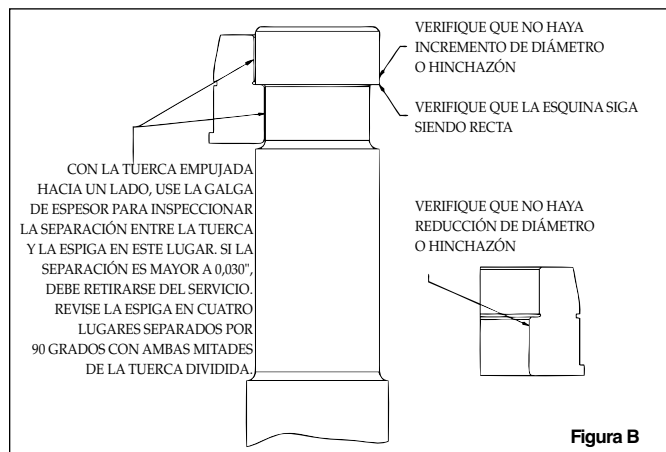 VERIFIQUE QUE NO HAYA
INCREMENTO DE DIÁMETRO
O HINCHAZÓN
VERIFIQUE QUE LA ESQUINA SIGA
SIENDO RECTA
CON LA TUERCA EMPUJADA
HACIA UN LADO, USE LA GALGA
DE ESPESOR PARA INSPECCIONAR
LA SEPARACIÓN ENTRE LA TUERCA
Y LA ESPIGA EN ESTE LUGAR. SI LA
SEPARACIÓN ES MAYOR A 0,030",
DEBE RETIRARSE DEL SERVICIO.
REVISE LA ESPIGA EN CUATRO
LUGARES SEPARADOS POR
90 GRADOS CON AMBAS MITADES
DE LA TUERCA DIVIDIDA.
VERIFIQUE QUE NO HAYA
REDUCCIÓN DE DIÁMETRO
O HINCHAZÓN
Figura B